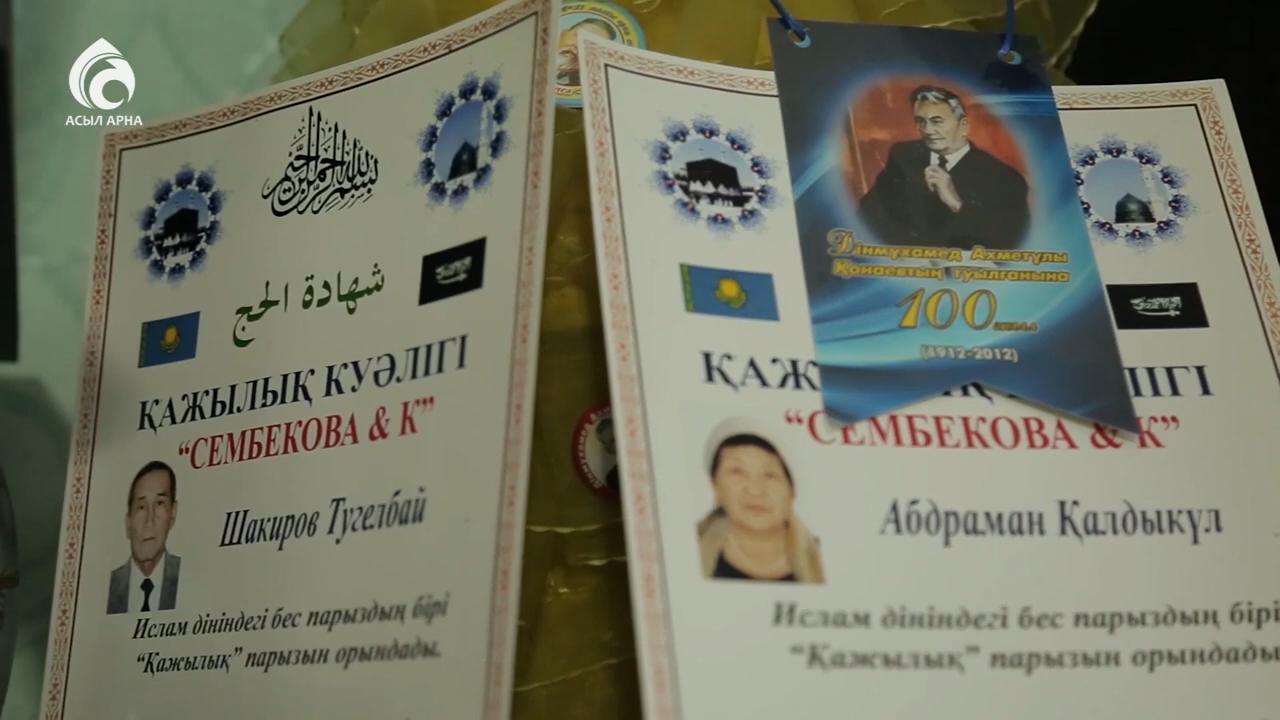 АСЫЛ АРНА
بسم الله الرحمن الرحيم
شهادة الحج
ҚАЖЫЛЫҚ КУӘЛІГІ
“СЕМБЕКОВА & К”
Шакиров Тугелбай
Ислам дініндегі бес парыздың бірі
“Қажылық” парызын орындады.
Дінмұхамед Ахметұлы
Қонаевтың туылғанына
100 жыл
(1912-2012)
ҚАЖ ЛІГІ
“СЕМБЕКОВА & К”
Абдраман Қалдыкүл
Ислам дініндегі бес парыздың бірі
“Қажылық” парызын орындады